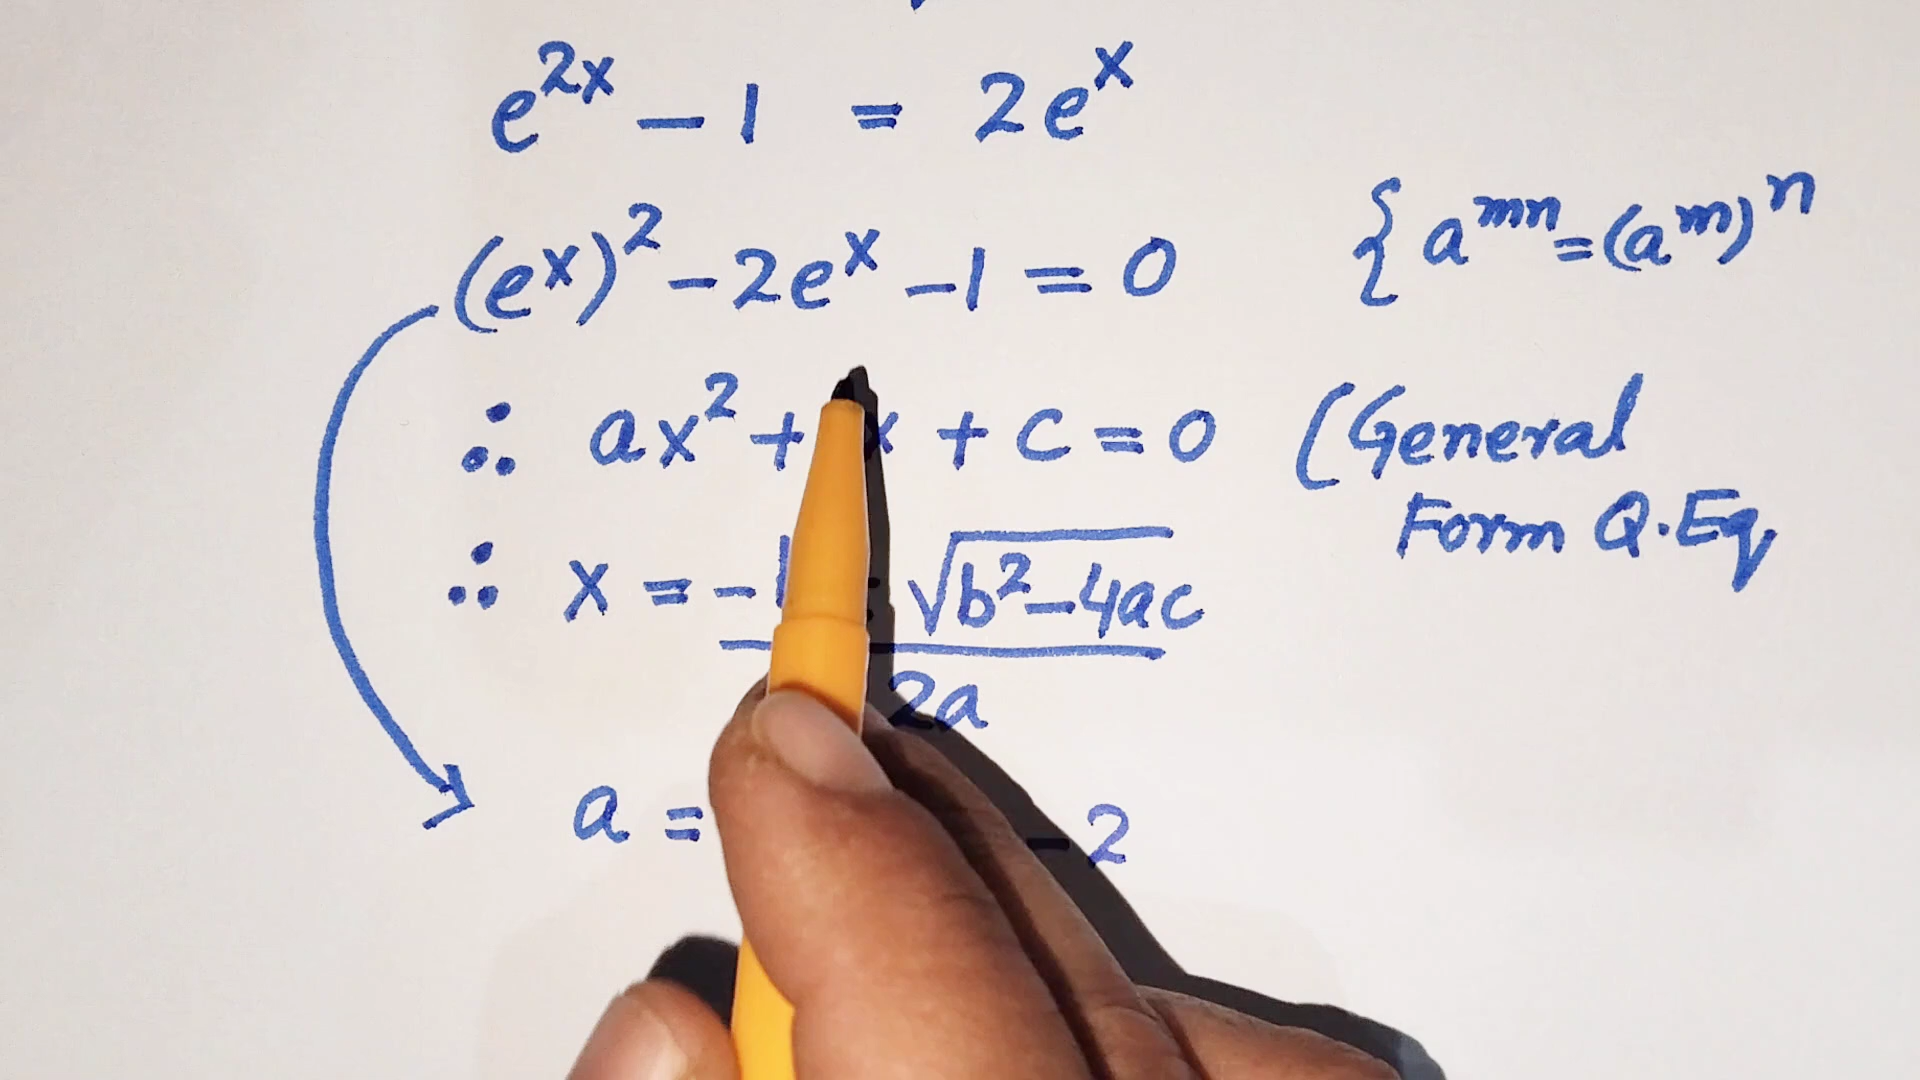 e^{2x} - 1 = 2e^x
(e^x)^2 - 2e^x - 1 = 0 { a^{mn} = (a^m)^n
∴ ax^2 + x + c = 0 (General
Form Q.Eq
∴ x = - √(b^2 - 4ac)
2a
a = - 2